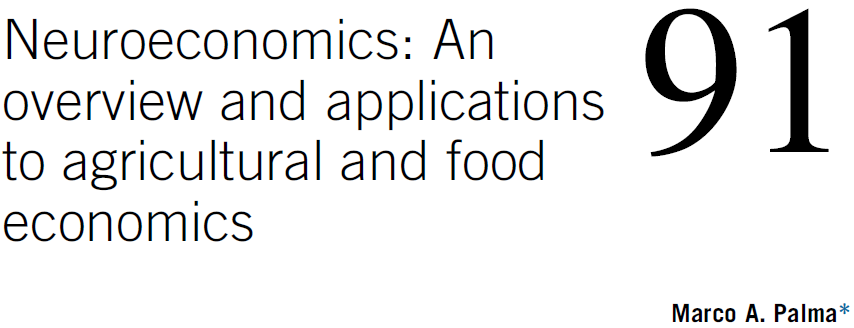 Neuroeconomics: An
overview and applications
to agricultural and food
economics
91
Marco A. Palma*